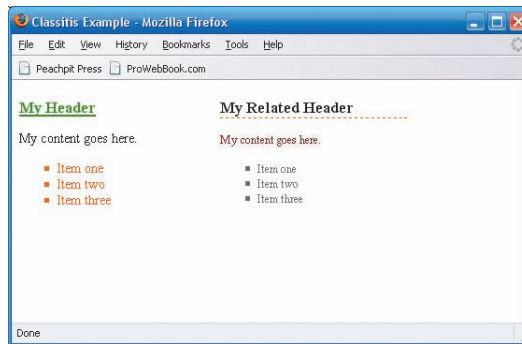 Classitis Example - Mozilla Firefox
File Edit View History Bookmarks Tools Help
Peachpit Press ProWebBook.com
My Header
My content goes here.
Item one
Item two
Item three
My Related Header
My content goes here.
Item one
Item two
Item three
Done